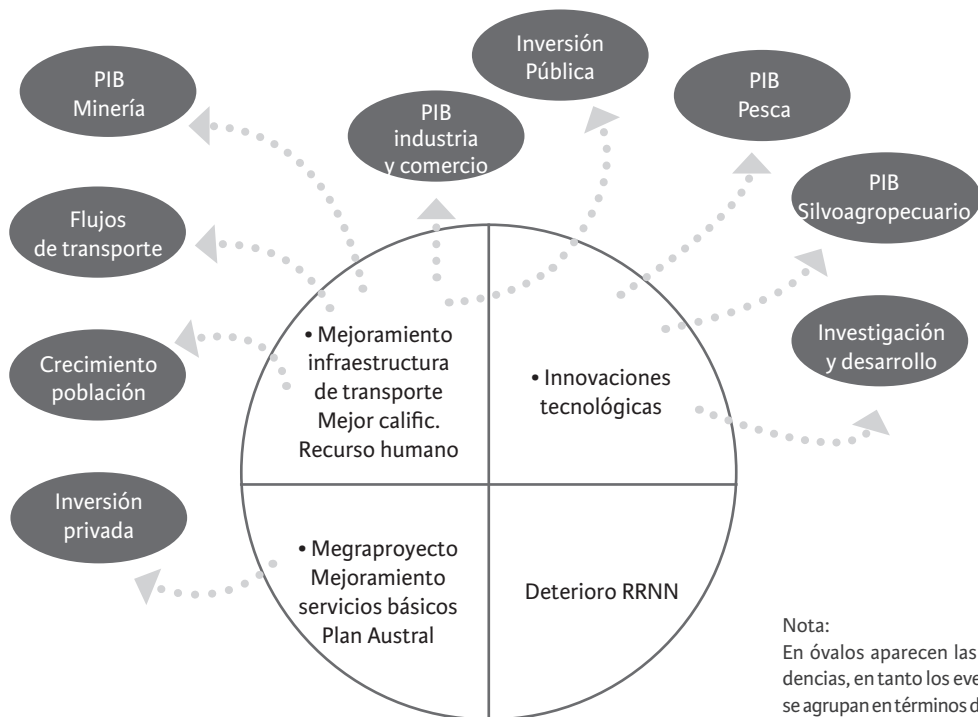 Inversión
Pública
PIB
Minería
PIB
industria
y comercio
PIB
Pesca
PIB
Silvoagropecuario
Flujos
de transporte
Investigación
y desarrollo
Crecimiento
población
• Mejoramiento
infraestructura
de transporte
Mejor calific.
Recurso humano
• Innovaciones
tecnológicas
Inversión
privada
• Megraproyecto
Mejoramiento
servicios básicos
Plan Austral
Deterioro RRNN
Nota:
En óvalos aparecen las
dencias, en tanto los eve
se agrupan en términos d